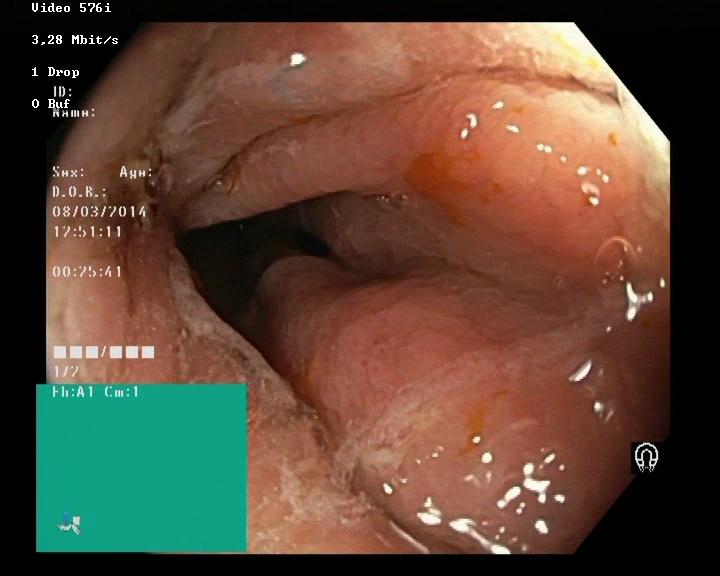 Video 576i
3,28 Mbit/s
1 Drop
ID:
0 Buf
Name:
Sex: Age:
D.O.R.:
08/03/2014
12:51:11
00:25:41
■■■/■■■
1/2
Eh:A1 Cm:1